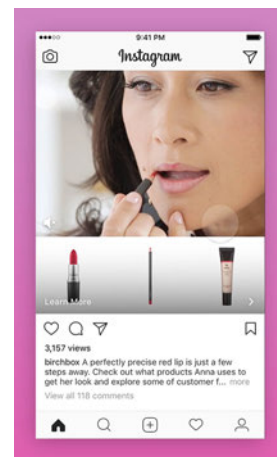 9:41 PM
Instagram
Learn More
3,157 views
birchbox A perfectly precise red lip is just a few
steps away. Check out what products Anna uses to
get her look and explore some of customer f... more
View all 118 comments